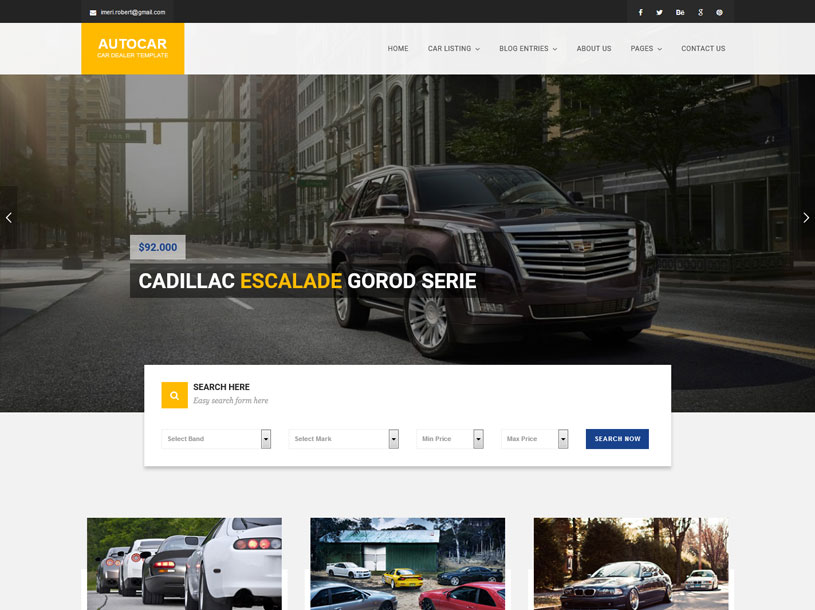 imeri.robert@gmail.com
Bē
AUTOCAR
CAR DEALER TEMPLATE
HOME
CAR LISTING
BLOG ENTRIES
ABOUT US
PAGES
CONTACT US
$92.000
CADILLAC ESCALADE GOROD SERIE
SEARCH HERE
Easy search form here
Select Band
Select Mark
Min Price
Max Price
SEARCH NOW